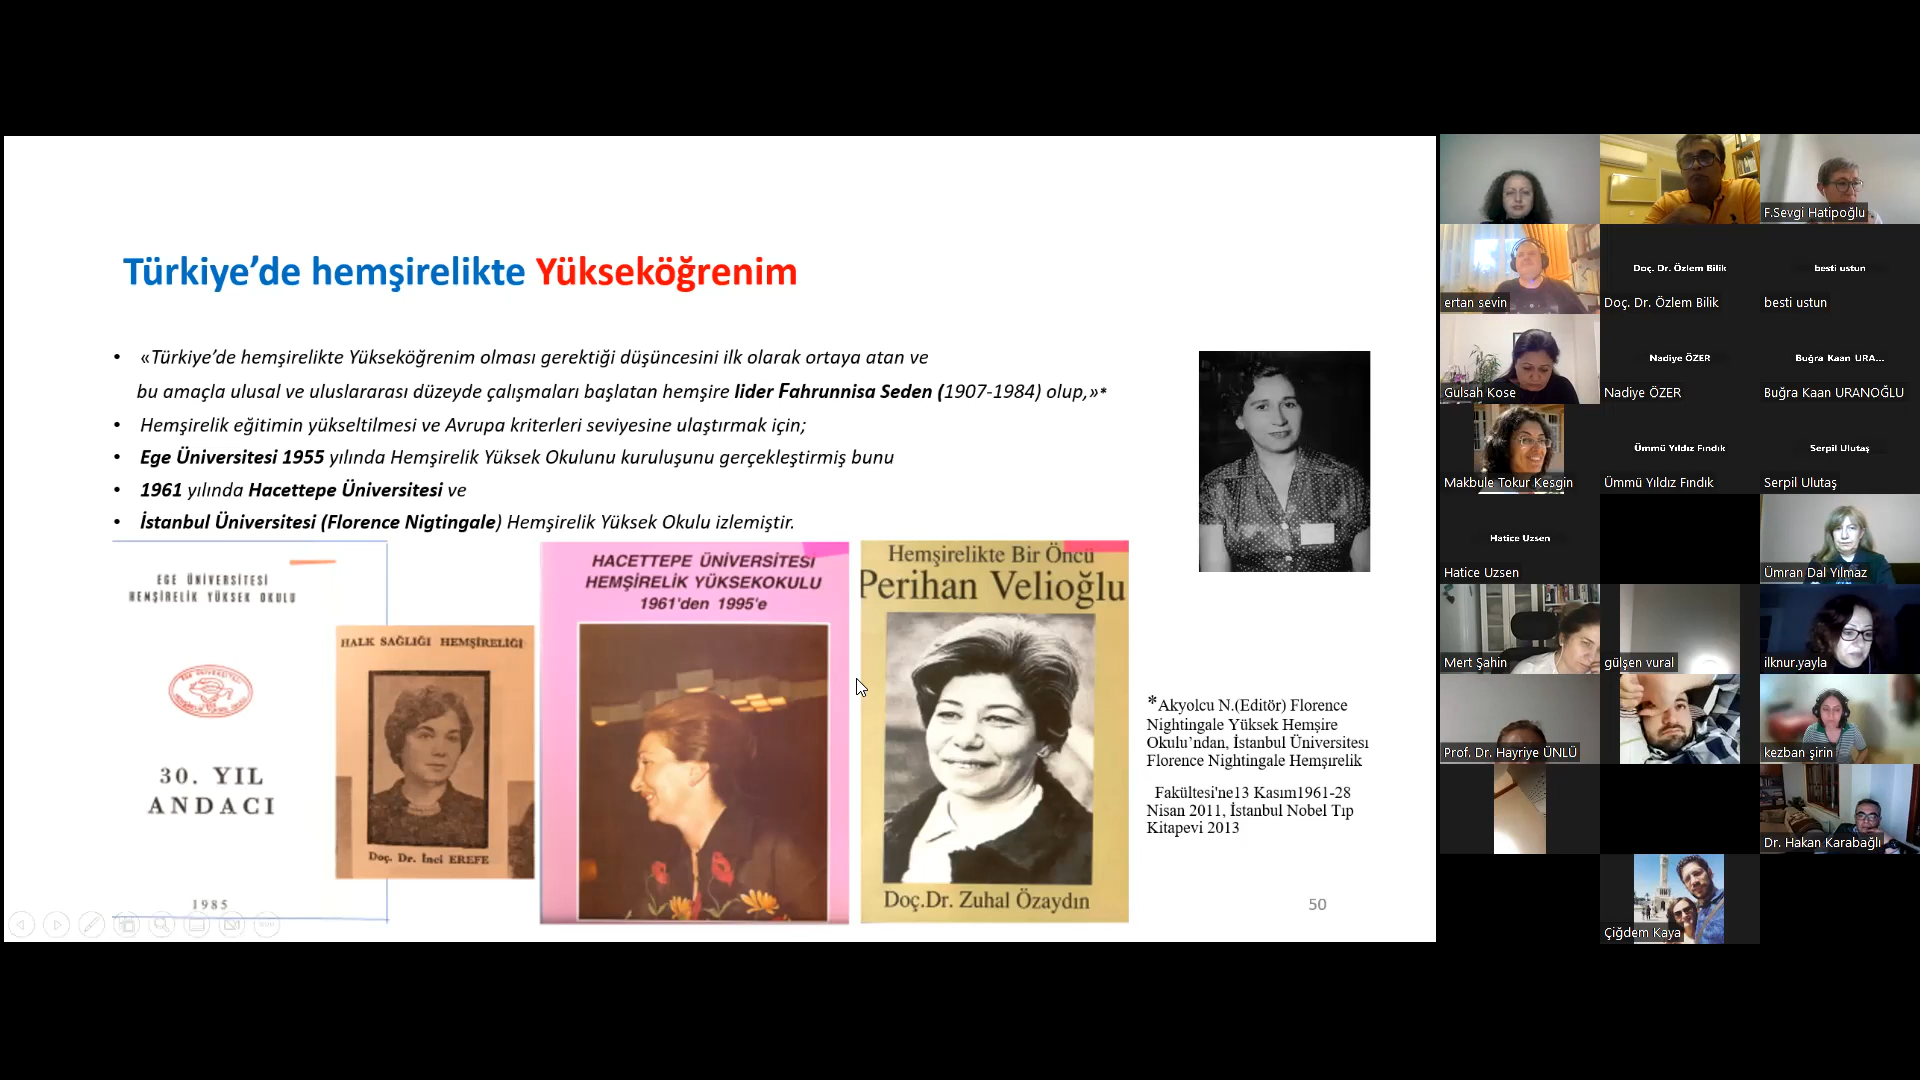 Türkiye’de hemşirelikte Yükseköğrenim
• «Türkiye’de hemşirelikte Yükseköğrenim olması gerektiği düşüncesini ilk olarak ortaya atan ve
bu amaçla ulusal ve uluslararası düzeyde çalışmaları başlatan hemşire lider Fahrunnisa Seden (1907-1984) olup,»*
• Hemşirelik eğitimin yükseltilmesi ve Avrupa kriterleri seviyesine ulaştırmak için;
• Ege Üniversitesi 1955 yılında Hemşirelik Yüksek Okulunu kuruluşunu gerçekleştirmiş bunu
• 1961 yılında Hacettepe Üniversitesi ve
• İstanbul Üniversitesi (Florence Nigtingale) Hemşirelik Yüksek Okulu izlemiştir.
EGE ÜNİVERSİTESİ
HEMŞİRELİK YÜKSEK OKULU
30. YIL
ANDACI
1985
HALK SAĞLIĞI HEMŞİRELİĞİ
Doç. Dr. İnci EREFE
HACETTEPE ÜNİVERSİTESİ
HEMŞİRELİK YÜKSEKOKULU
1961'den 1995'e
Hemşirelikte Bir Öncü
Perihan Velioğlu
Doç.Dr. Zuhal Özaydın
*Akyolcu N.(Editör) Florence
Nightingale Yüksek Hemşire
Okulu’ndan, İstanbul Üniversitesı
Florence Nightingale Hemşırelik
Fakültesi'ne13 Kasım1961-28
Nisan 2011, İstanbul Nobel Tıp
Kitapevi 2013
50
F.Sevgi Hatipoğlu
ertan sevin
Doç. Dr. Özlem Bilik
Doç. Dr. Özlem Bilik
besti ustun
besti ustun
Gulsah Kose
Nadiye ÖZER
Nadiye ÖZER
Buğra Kaan URA...
Buğra Kaan URANOĞLU
Makbule Tokur Kesgin
Ümmü Yıldız Fındık
Ümmü Yıldız Fındık
Serpil Ulutaş
Serpil Ulutaş
Hatice Uzsen
Hatice Uzsen
Ümran Dal Yılmaz
Mert Şahin
gülşen vural
ilknur.yayla
Prof. Dr. Hayriye ÜNLÜ
kezban şirin
Dr. Hakan Karabağlı
Çiğdem Kaya